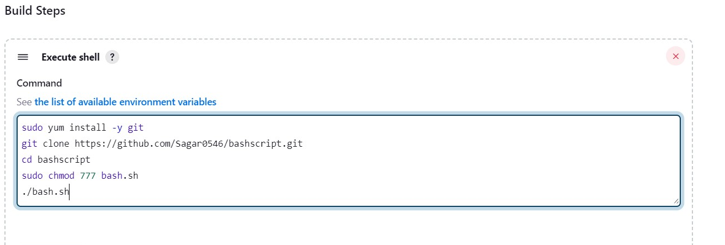 Build Steps
Execute shell ?
Command
See the list of available environment variables
sudo yum install -y git
git clone https://github.com/Sagar0546/bashscript.git
cd bashscript
sudo chmod 777 bash.sh
./bash.sh